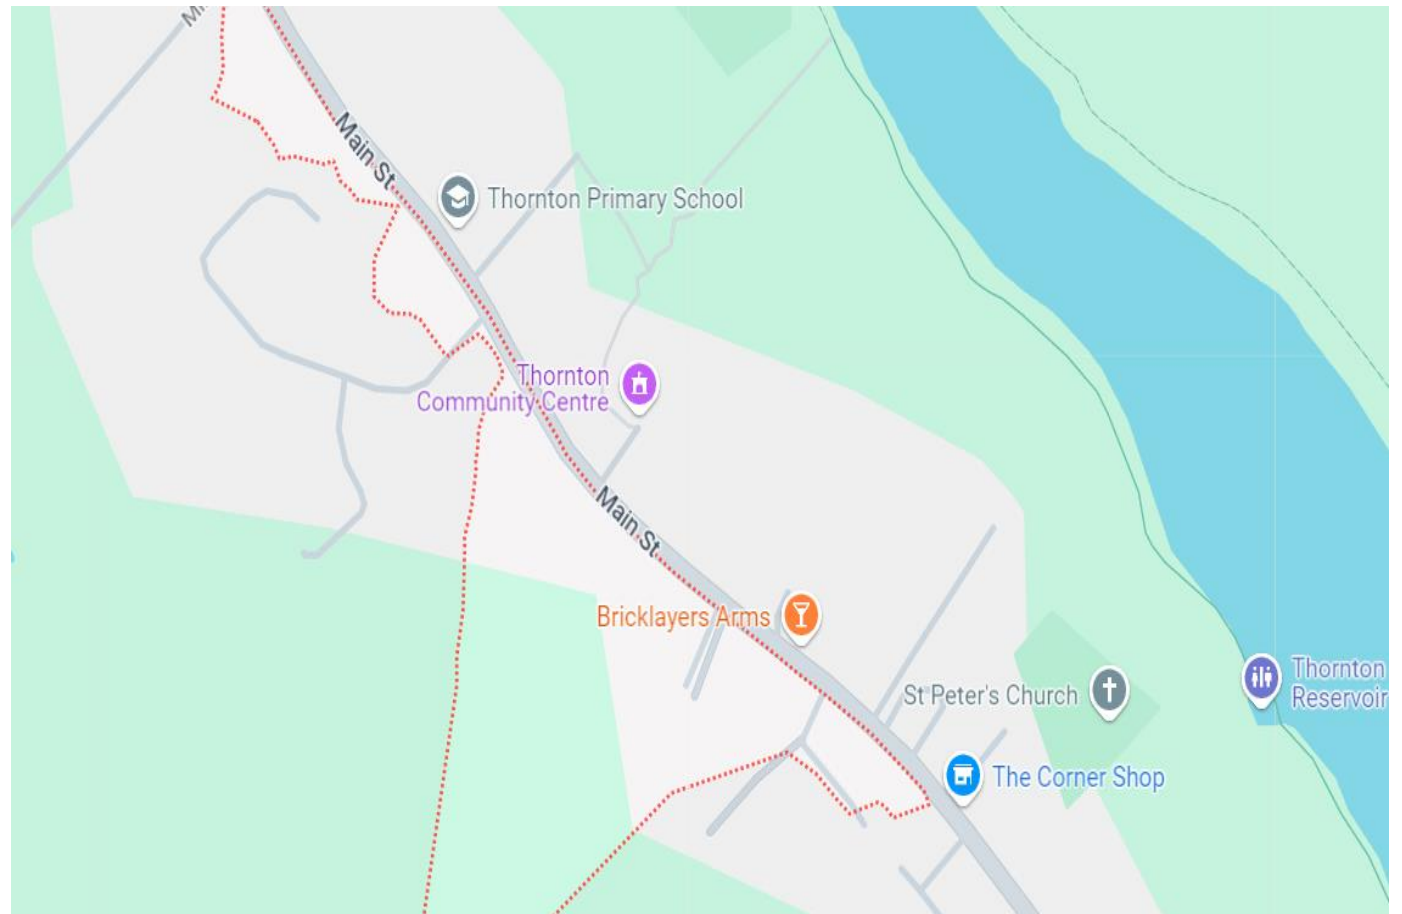 Main St
Thornton Primary School
Thornton
Community Centre
Main St
Bricklayers Arms
St Peter's Church
Thornton
Reservoir
The Corner Shop